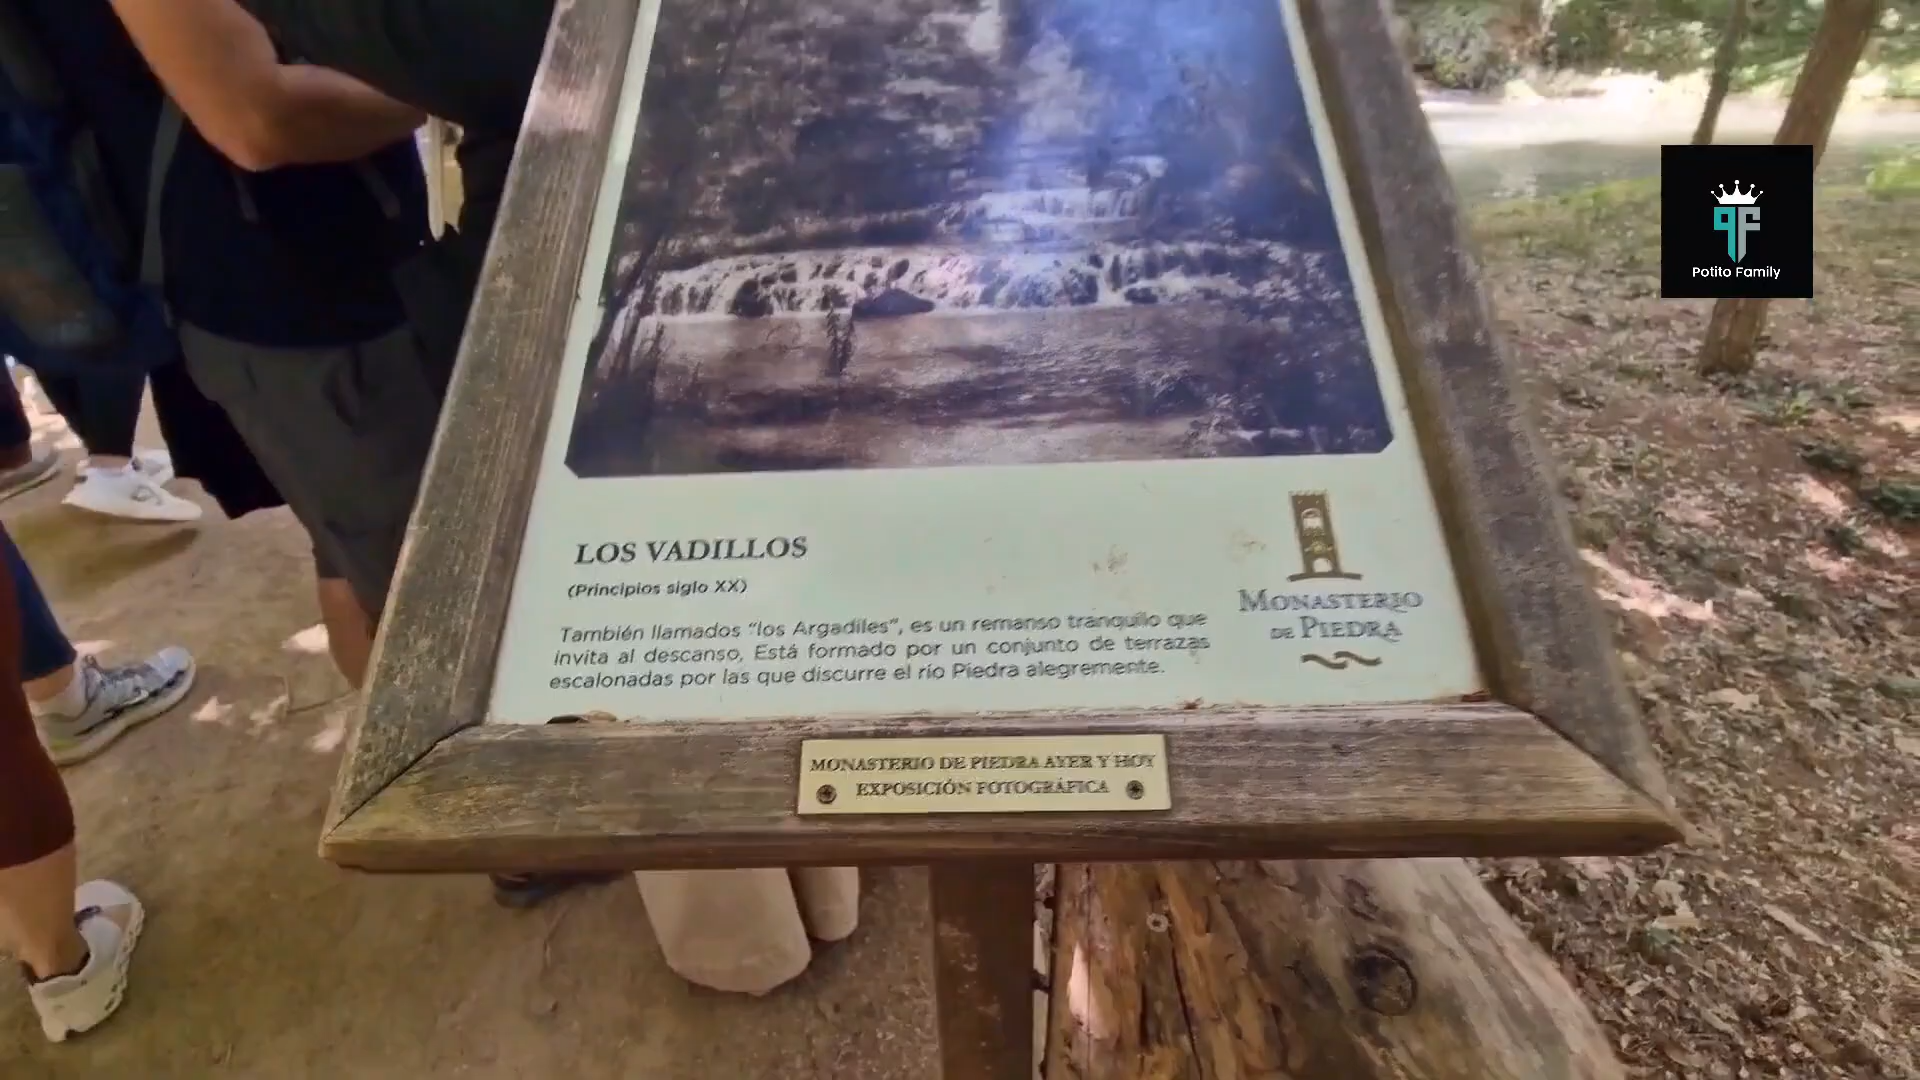 LOS VADILLOS
(Principios siglo XX)
También llamados "los Argadiles", es un remanso tranquilo que
invita al descanso. Está formado por un conjunto de terrazas
escalonadas por las que discurre el río Piedra alegremente.
MONASTERIO
DE PIEDRA
MONASTERIO DE PIEDRA AYER Y HOY
EXPOSICIÓN FOTOGRÁFICA
PF
Potito Family